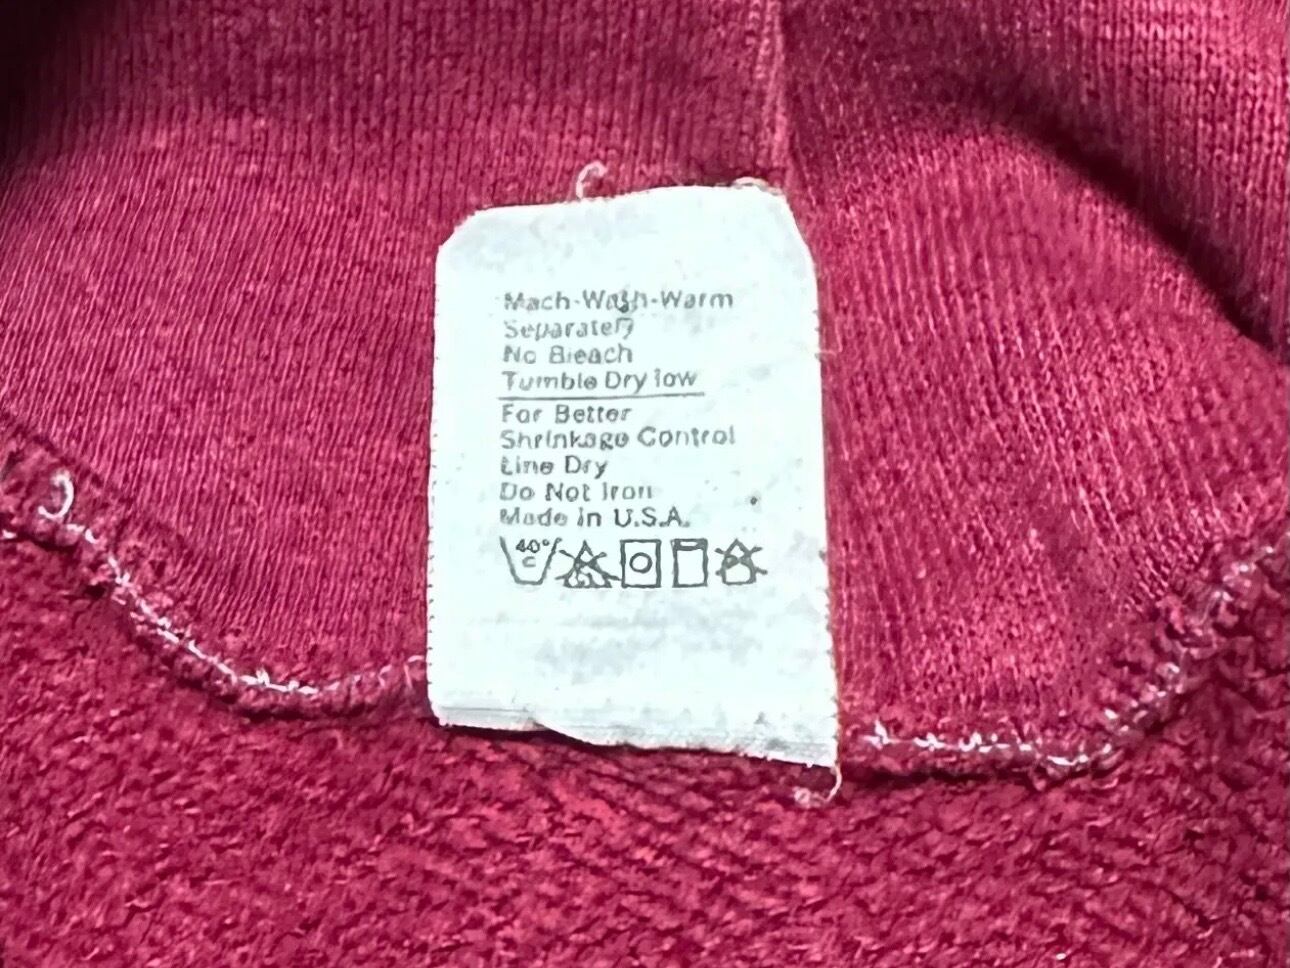 Mach-Wash-Warm
Separately
No Bleach
Tumble Dry low
For Better
Shrinkage Control
Line Dry
Do Not Iron
Made in U.S.A.
40°
C